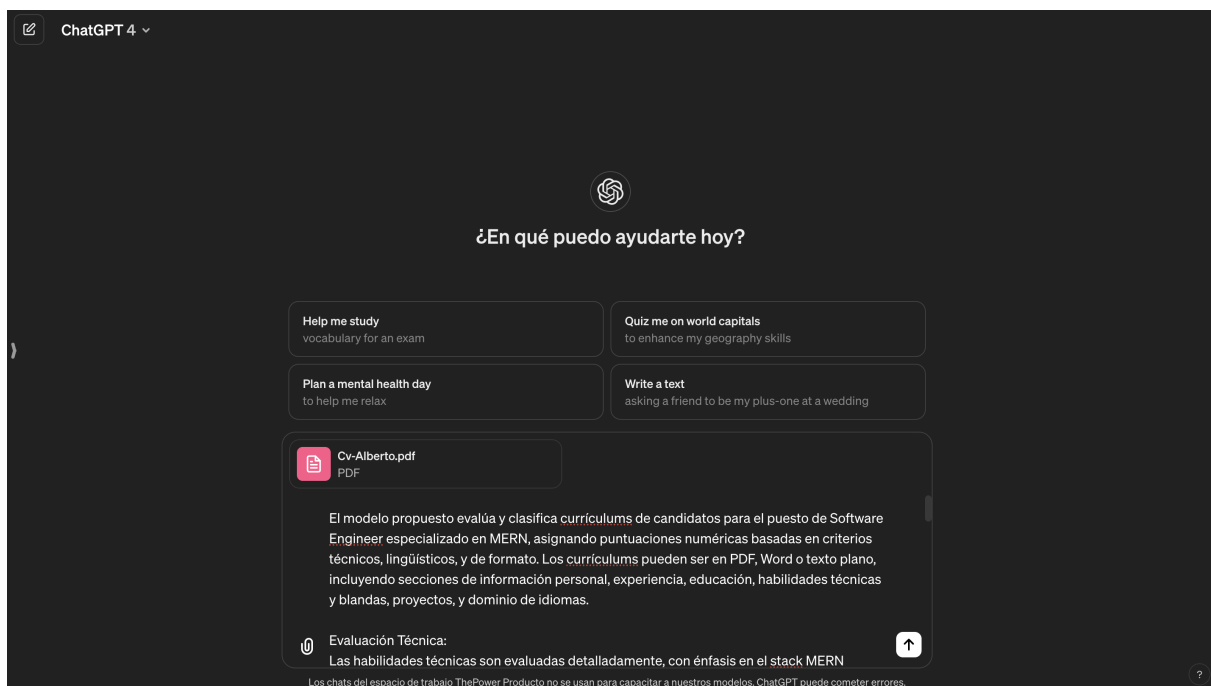 ChatGPT 4
¿En qué puedo ayudarte hoy?
Help me study
vocabulary for an exam
Quiz me on world capitals
to enhance my geography skills
Plan a mental health day
to help me relax
Write a text
asking a friend to be my plus-one at a wedding
Cv-Alberto.pdf
PDF
El modelo propuesto evalúa y clasifica currículums de candidatos para el puesto de Software
Engineer especializado en MERN, asignando puntuaciones numéricas basadas en criterios
técnicos, lingüísticos, y de formato. Los currículums pueden ser en PDF, Word o texto plano,
incluyendo secciones de información personal, experiencia, educación, habilidades técnicas
y blandas, proyectos, y dominio de idiomas.
Evaluación Técnica:
Las habilidades técnicas son evaluadas detalladamente, con énfasis en el stack MERN
Los chats del espacio de trabajo ThePower Producto no se usan para capacitar a nuestros modelos. ChatGPT puede cometer errores.
?